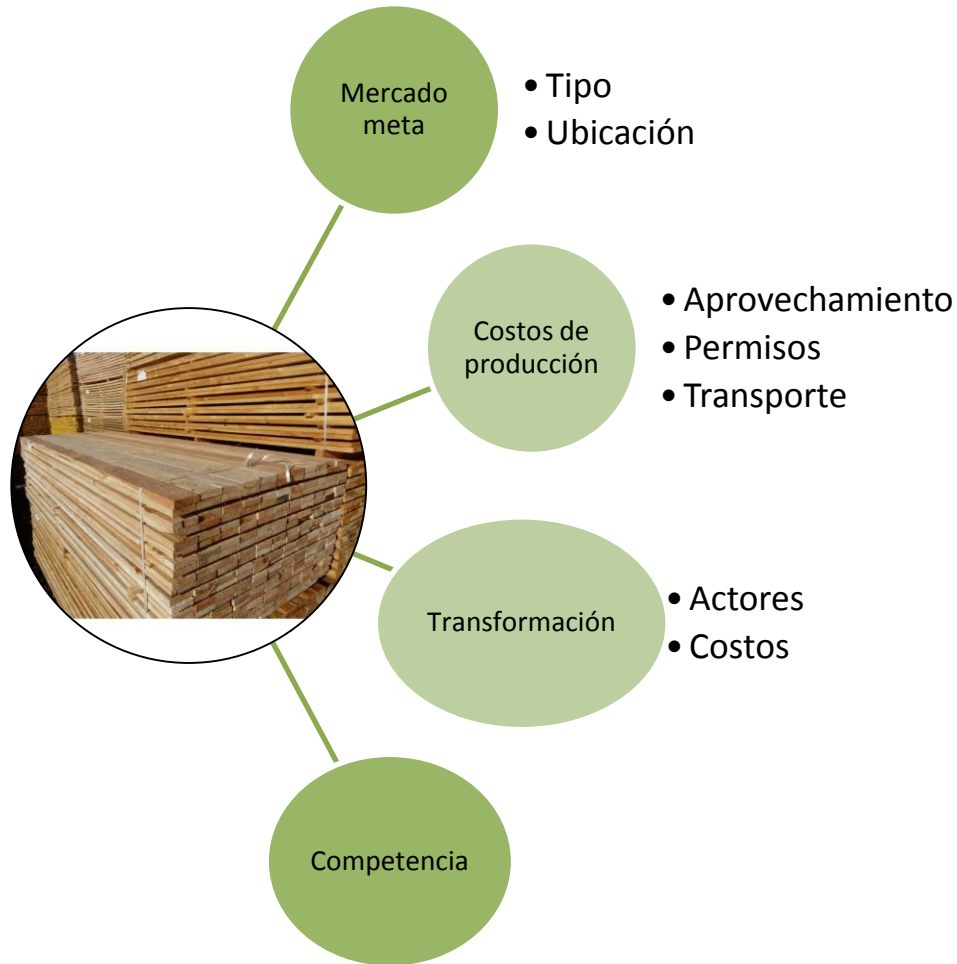 Mercado
meta
• Tipo
• Ubicación
Costos de
producción
• Aprovechamiento
• Permisos
• Transporte
Transformación
• Actores
• Costos
Competencia